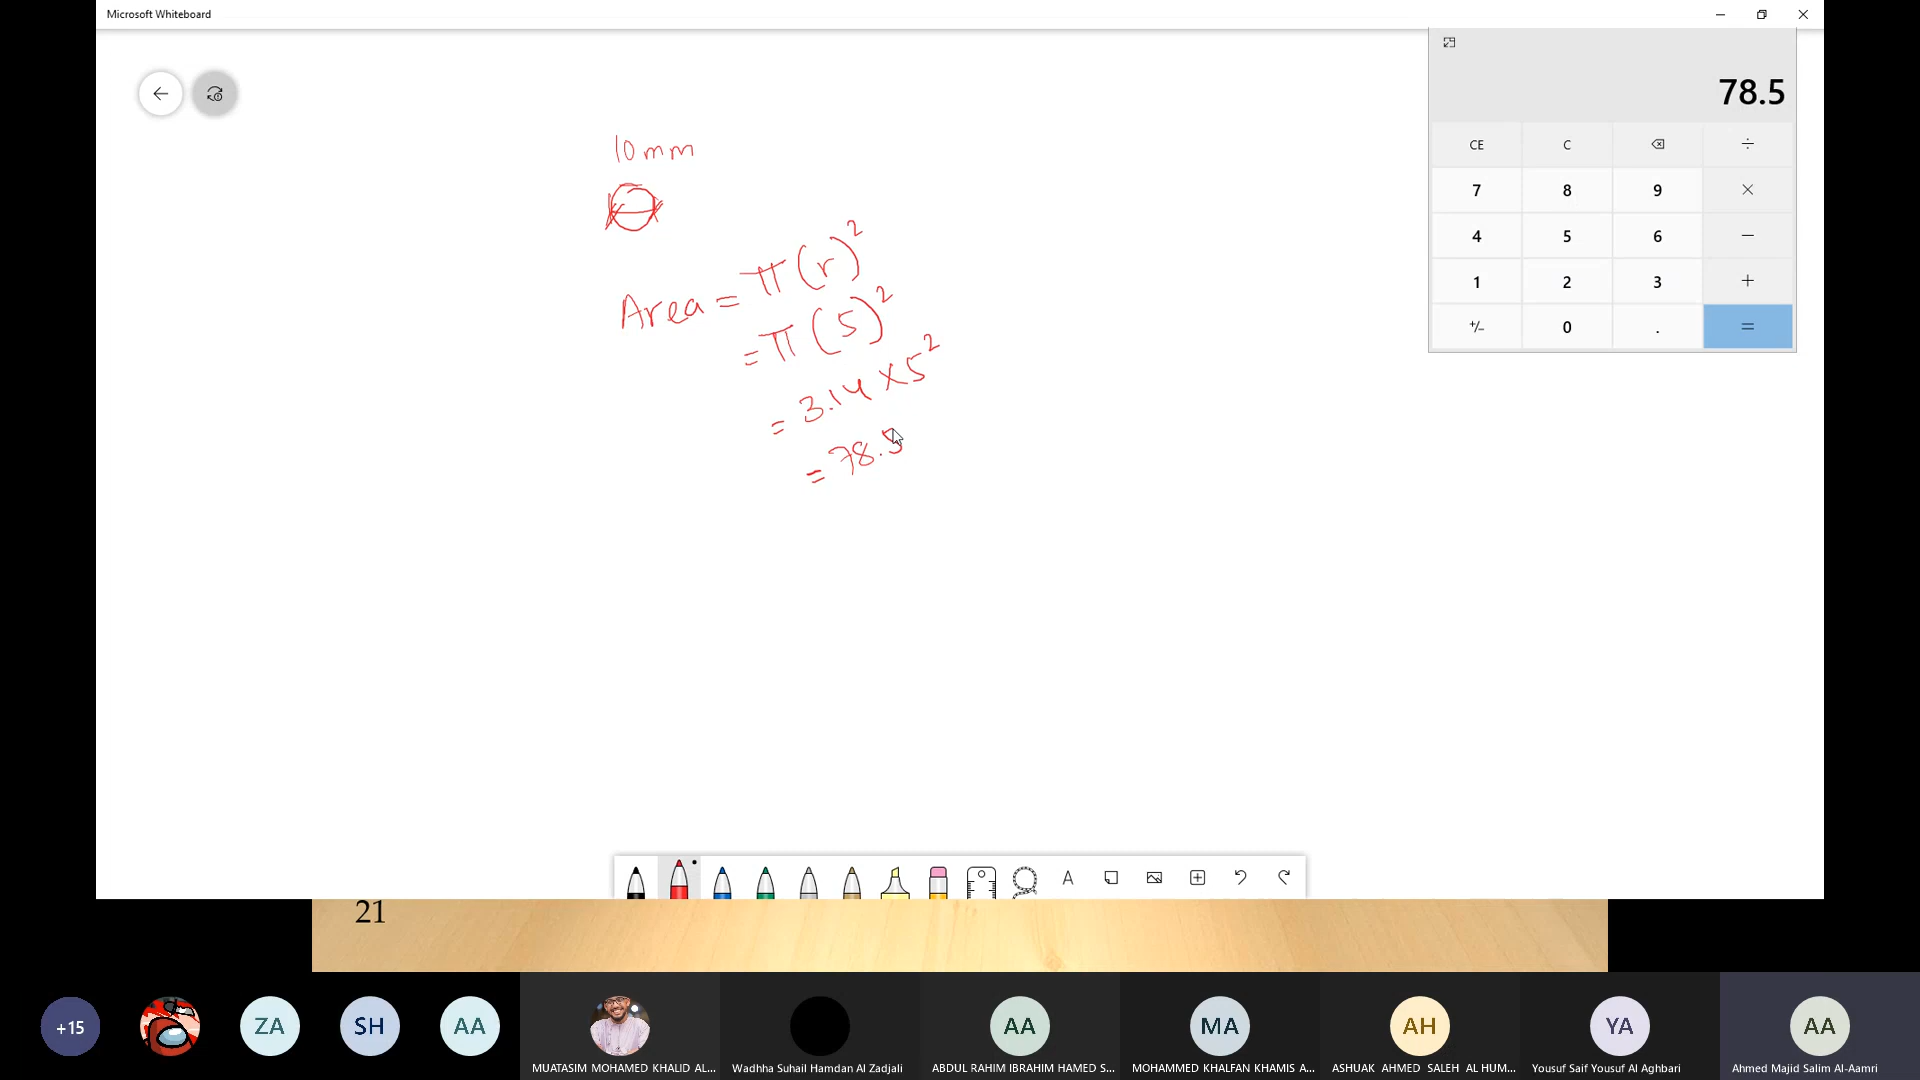 Microsoft Whiteboard
78.5
CE C ÷
7 8 9 ×
4 5 6 −
1 2 3 +
+/− 0 . =
10mm
Area = π(r)²
= π(5)²
= 3.14 × 5²
= 78.5
A
21
+15 ZA SH AA AA MA AH YA AA
MUATASIM MOHAMED KHALID AL... Wadhha Suhail Hamdan Al Zadjali ABDUL RAHIM IBRAHIM HAMED S... MOHAMMED KHALFAN KHAMIS A... ASHUAK AHMED SALEH AL HUM... Yousuf Saif Yousuf Al Aghbari Ahmed Majid Salim Al-Aamri